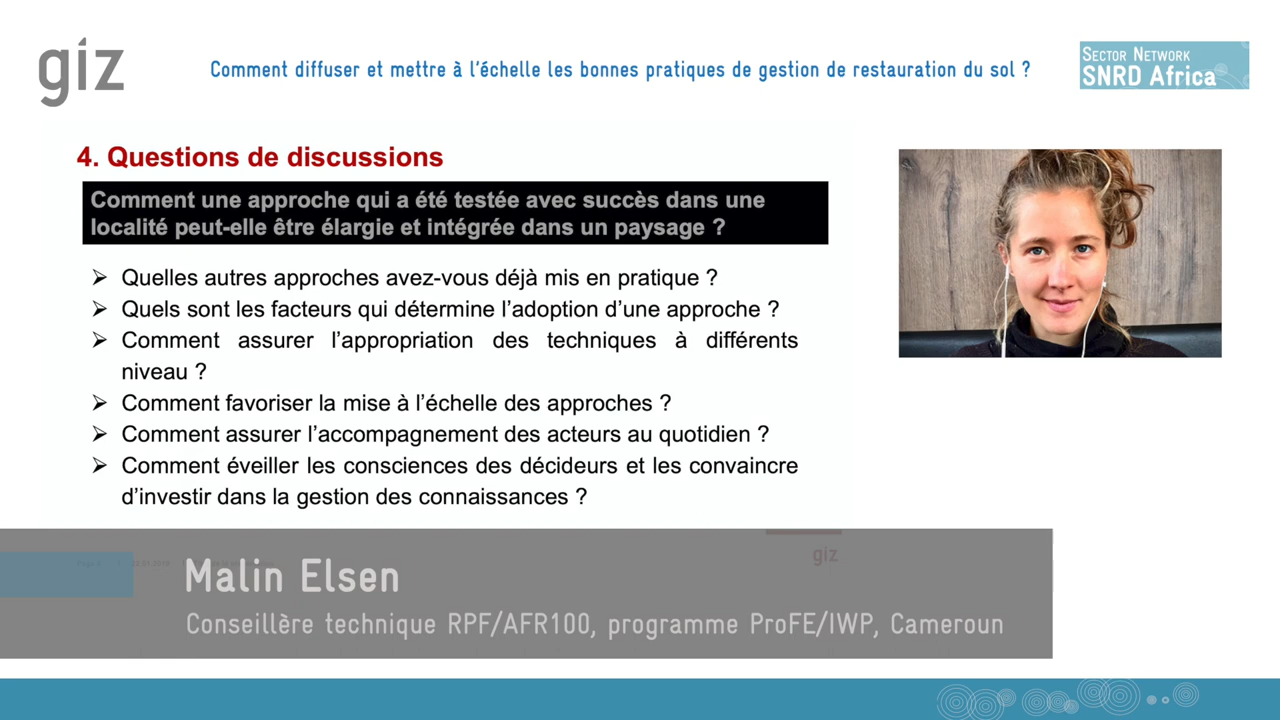 giz
Comment diffuser et mettre à l'échelle les bonnes pratiques de gestion de restauration du sol ?
Sector Network
SNRD Africa
4. Questions de discussions
Comment une approche qui a été testée avec succès dans une
localité peut-elle être élargie et intégrée dans un paysage ?
➢ Quelles autres approches avez-vous déjà mis en pratique ?
➢ Quels sont les facteurs qui détermine l'adoption d'une approche ?
➢ Comment assurer l'appropriation des techniques à différents
niveau ?
➢ Comment favoriser la mise à l'échelle des approches ?
➢ Comment assurer l'accompagnement des acteurs au quotidien ?
➢ Comment éveiller les consciences des décideurs et les convaincre
d'investir dans la gestion des connaissances ?
giz
Malin Elsen
Conseillère technique RPF/AFR100, programme ProFE/IWP, Cameroun